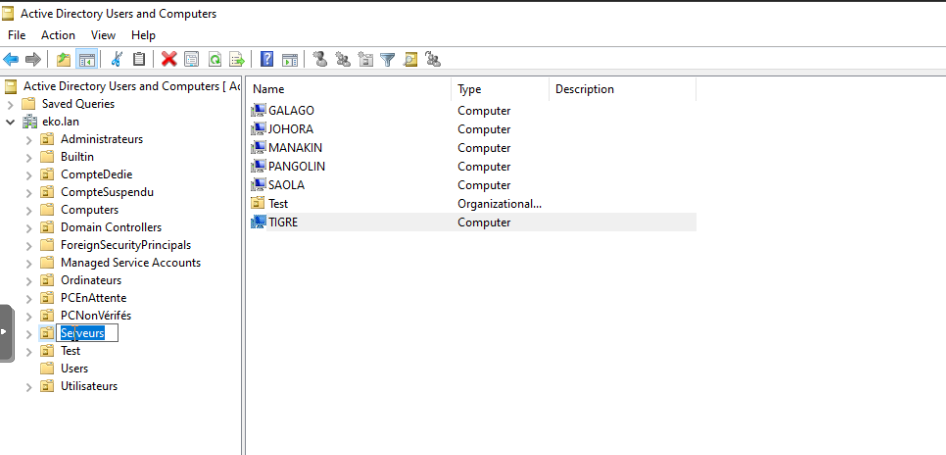 Active Directory Users and Computers
File Action View Help
Active Directory Users and Computers [ Ac
Saved Queries
eko.lan
Administrateurs
Builtin
CompteDedie
CompteSuspendu
Computers
Domain Controllers
ForeignSecurityPrincipals
Managed Service Accounts
Ordinateurs
PCEnAttente
PCNonVérifés
Serveurs
Test
Users
Utilisateurs
Name Type Description
GALAGO Computer
JOHORA Computer
MANAKIN Computer
PANGOLIN Computer
SAOLA Computer
Test Organizational...
TIGRE Computer